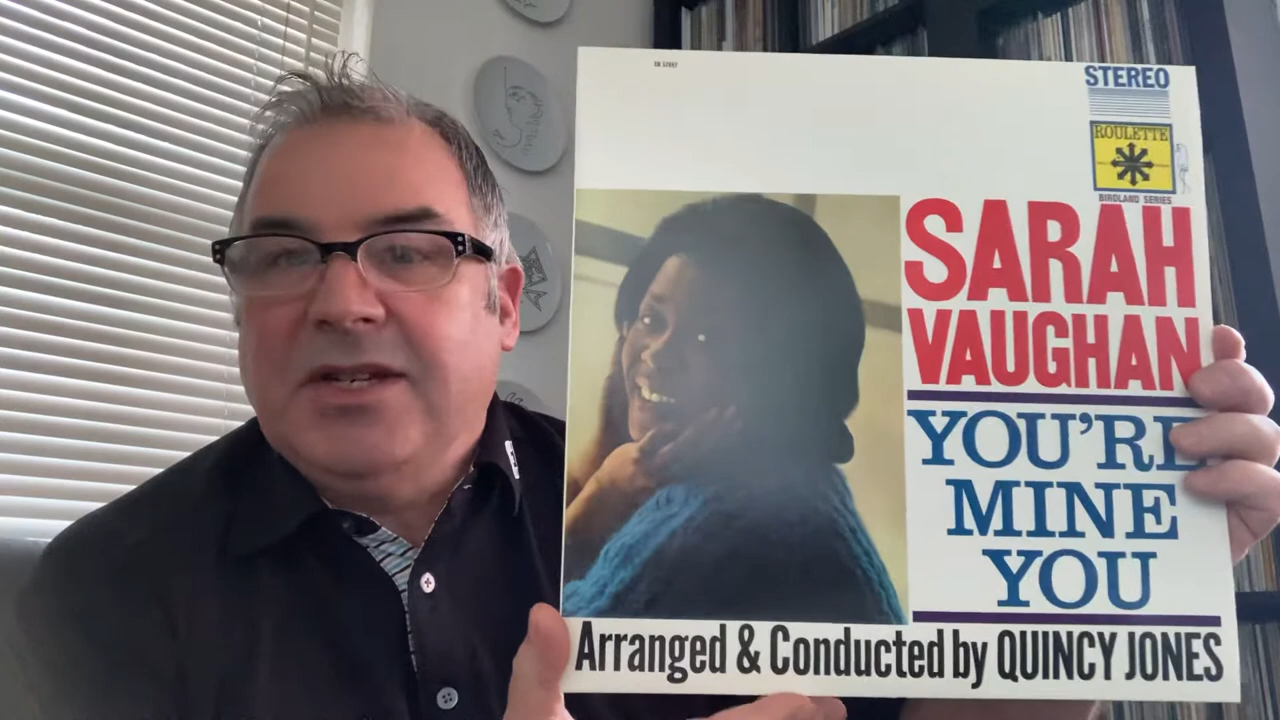 STEREO
ROULETTE
BIRDLAND SERIES
SARAH
VAUGHAN
YOU'RE
MINE
YOU
Arranged & Conducted by QUINCY JONES